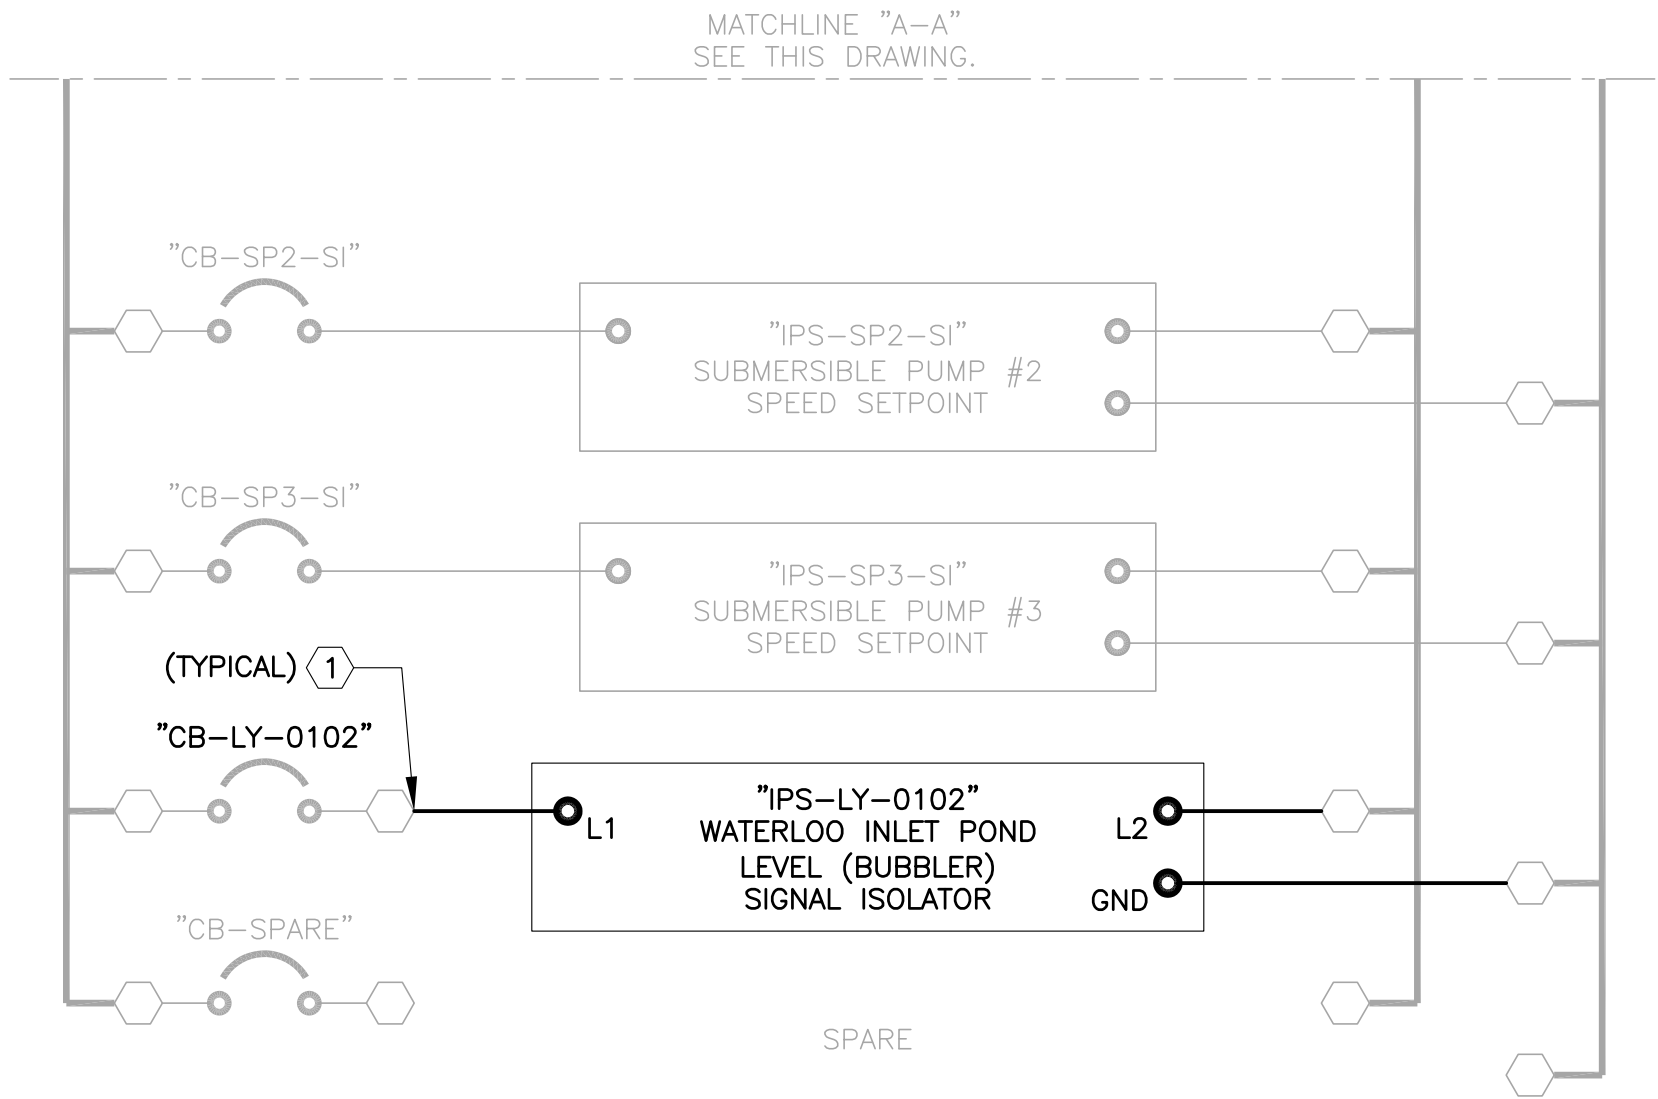 MATCHLINE "A-A"
SEE THIS DRAWING.
"CB-SP2-SI"
"IPS-SP2-SI"
SUBMERSIBLE PUMP #2
SPEED SETPOINT
"CB-SP3-SI"
"IPS-SP3-SI"
SUBMERSIBLE PUMP #3
SPEED SETPOINT
(TYPICAL) 1
"CB-LY-0102"
"IPS-LY-0102"
L1
WATERLOO INLET POND
L2
LEVEL (BUBBLER)
SIGNAL ISOLATOR
GND
"CB-SPARE"
SPARE